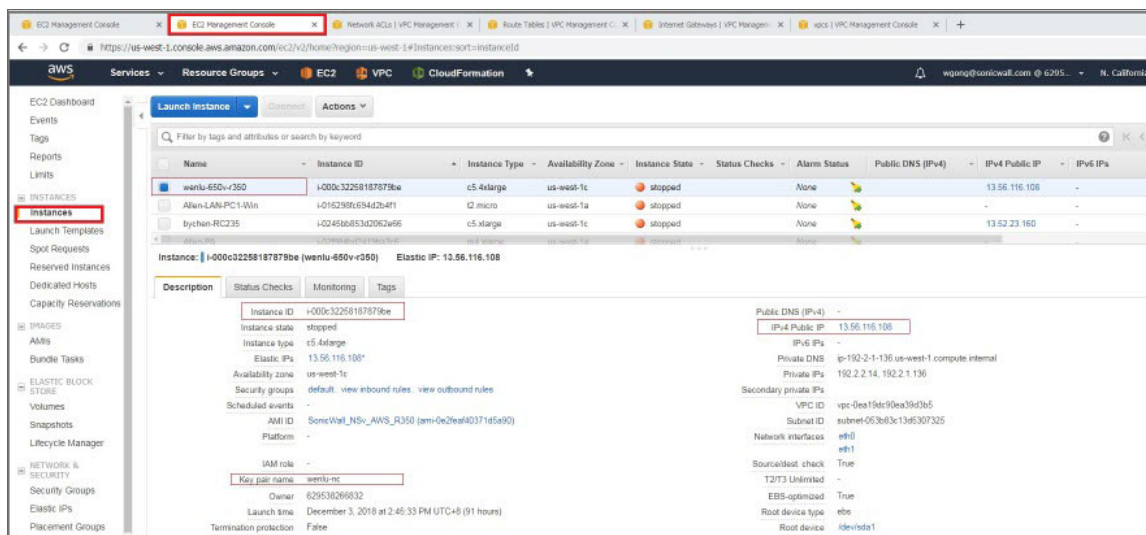 EC2 Management Console
EC2 Management Console
Network ACLs | VPC Management
Route Tables | VPC Management C
Internet Gateways | VPC Managem
vpcs | VPC Management Console
https://us-west-1.console.aws.amazon.com/ec2/v2/home?region=us-west-1#Instances:sort=instanceId
aws
Services
Resource Groups
EC2
VPC
CloudFormation
wgong@sonicwall.com @ 6295...
N. California
EC2 Dashboard
Events
Tags
Reports
Limits
INSTANCES
Instances
Launch Templates
Spot Requests
Reserved Instances
Dedicated Hosts
Capacity Reservations
IMAGES
AMIs
Bundle Tasks
ELASTIC BLOCK
STORE
Volumes
Snapshots
Lifecycle Manager
NETWORK &
SECURITY
Security Groups
Elastic IPs
Placement Groups
Launch Instance
Connect
Actions
Filter by tags and attributes or search by keyword
Name Instance ID Instance Type Availability Zone Instance State Status Checks Alarm Status Public DNS (IPv4) IPv4 Public IP IPv6 IPs
wenlu-650v-r350 i-000c32258187879be c5.4xlarge us-west-1c stopped None 13.56.116.108 -
Allen-LAN-PC1-Win i-016298fc694d2b4f1 t2.micro us-west-1a stopped None - -
bychen-RC235 i-0245bb853d2062e66 c5.xlarge us-west-1c stopped None 13.52.23.160 -
Instance: i-000c32258187879be (wenlu-650v-r350) Elastic IP: 13.56.116.108
Description Status Checks Monitoring Tags
Instance ID i-000c32258187879be
Instance state stopped
Instance type c5.4xlarge
Elastic IPs 13.56.116.108*
Availability zone us-west-1c
Security groups default. view inbound rules. view outbound rules
Scheduled events -
AMI ID SonicWall_NSv_AWS_R350 (ami-0e2feaf40371d5a90)
Platform -
IAM role -
Key pair name wenlu-nc
Owner 629538266832
Launch time December 3, 2018 at 2:46:33 PM UTC+8 (91 hours)
Termination protection False
Public DNS (IPv4) -
IPv4 Public IP 13.56.116.108
IPv6 IPs -
Private DNS ip-192-2-1-136.us-west-1.compute.internal
Private IPs 192.2.2.14, 192.2.1.136
Secondary private IPs
VPC ID vpc-0ea19dc90ea39d3b5
Subnet ID subnet-053b83c13d6307325
Network interfaces eth0
eth1
Source/dest. check True
T2/T3 Unlimited -
EBS-optimized True
Root device type ebs
Root device /dev/sda1